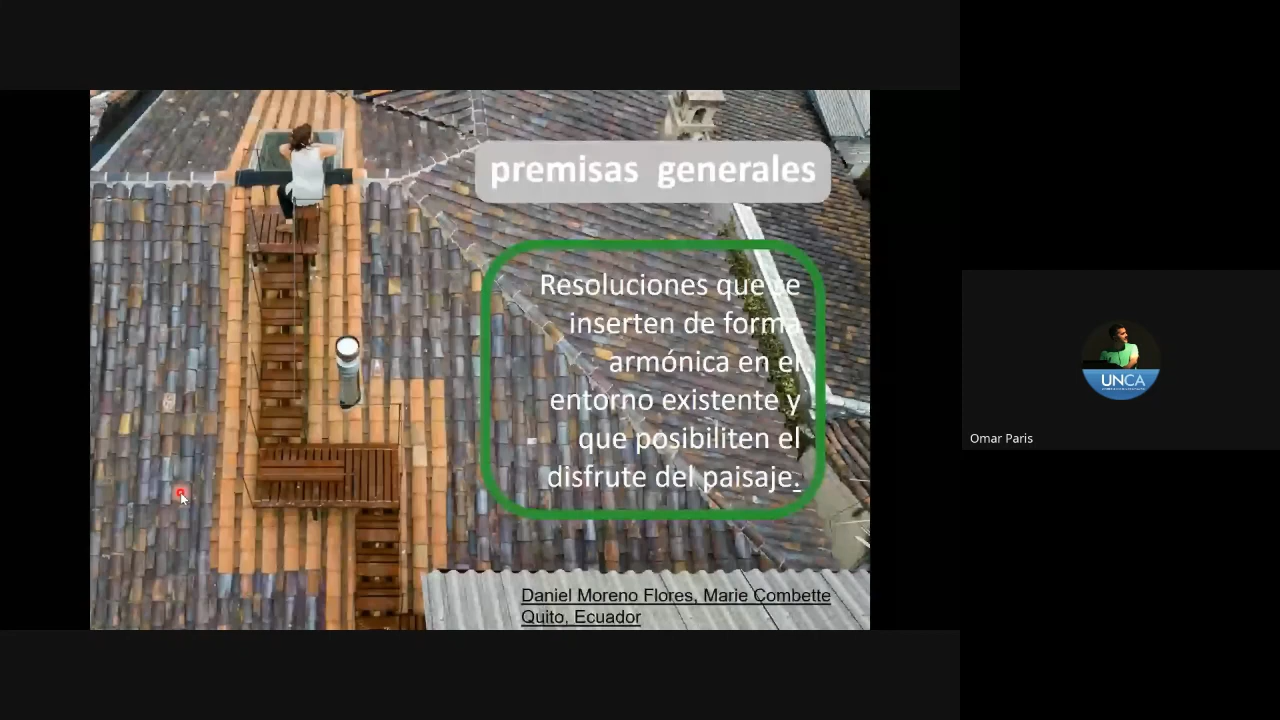 premisas generales
Resoluciones que se
inserten de forma
armónica en el
entorno existente y
que posibiliten el
disfrute del paisaje.
Daniel Moreno Flores, Marie Combette
Quito, Ecuador
UNCA
Omar Paris